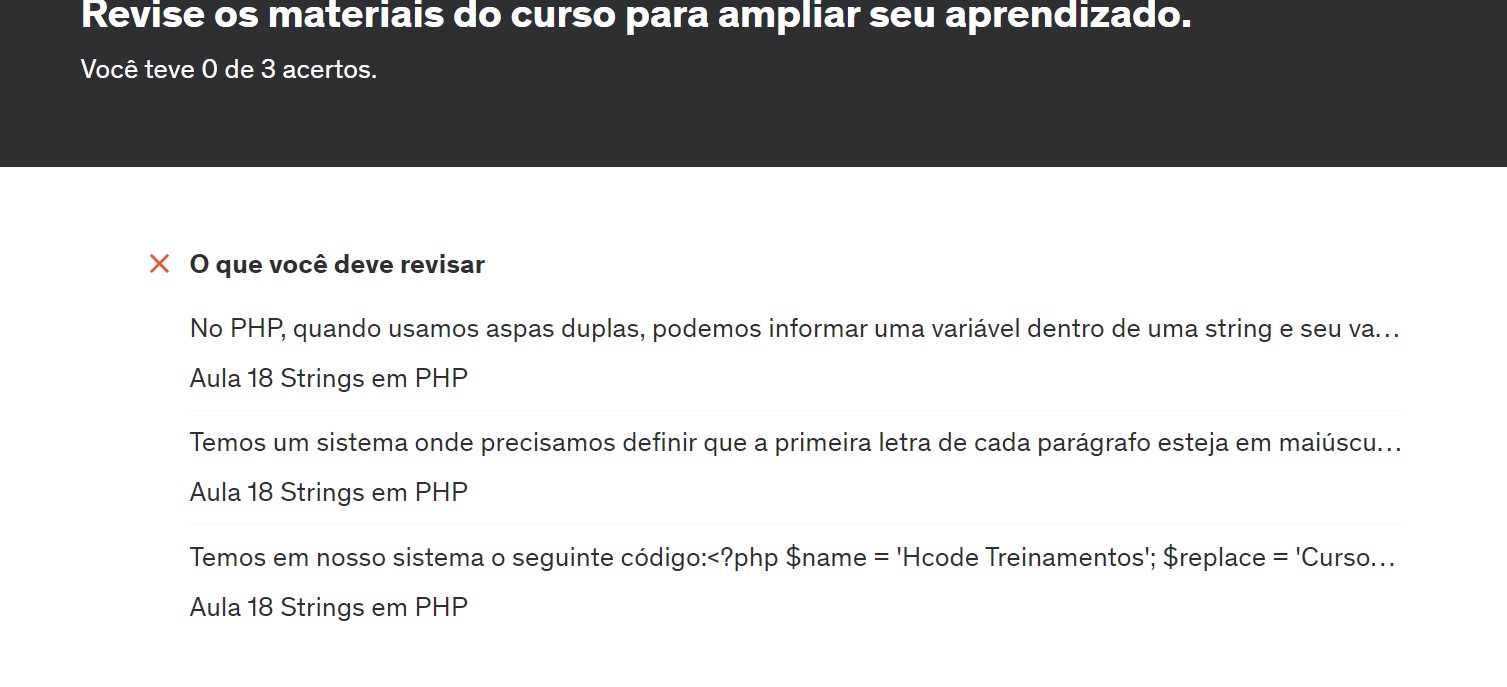 Revise os materiais do curso para ampliar seu aprendizado.
Você teve 0 de 3 acertos.
O que você deve revisar
No PHP, quando usamos aspas duplas, podemos informar uma variável dentro de uma string e seu va...
Aula 18 Strings em PHP
Temos um sistema onde precisamos definir que a primeira letra de cada parágrafo esteja em maiúscu...
Aula 18 Strings em PHP
Temos em nosso sistema o seguinte código:<?php $name = 'Hcode Treinamentos'; $replace = 'Curso...
Aula 18 Strings em PHP